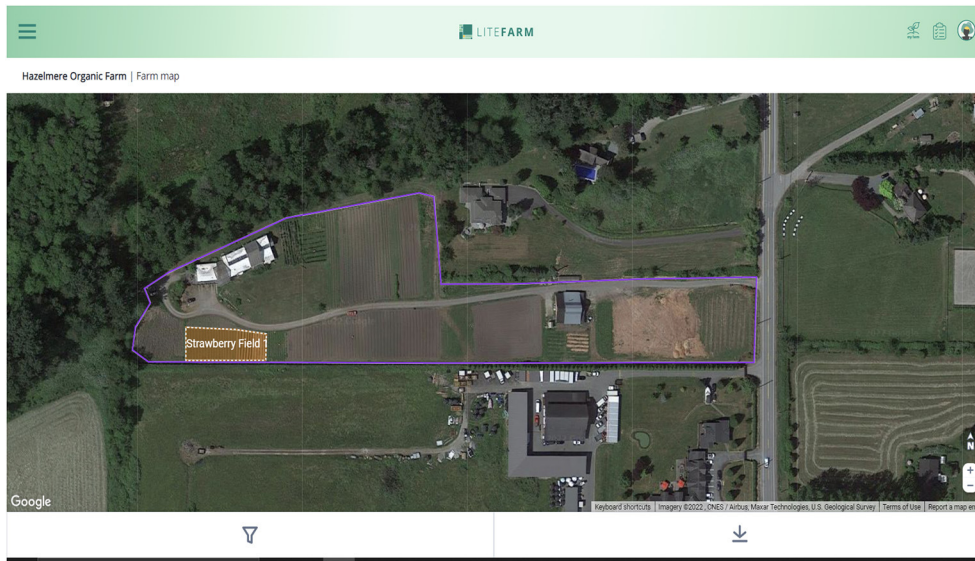 LITEFARM
Hazelmere Organic Farm | Farm map
Strawberry Field 1
N
+
−
Google
Keyboard shortcuts
Imagery ©2022 , CNES / Airbus, Maxar Technologies, U.S. Geological Survey
Terms of Use
Report a map err